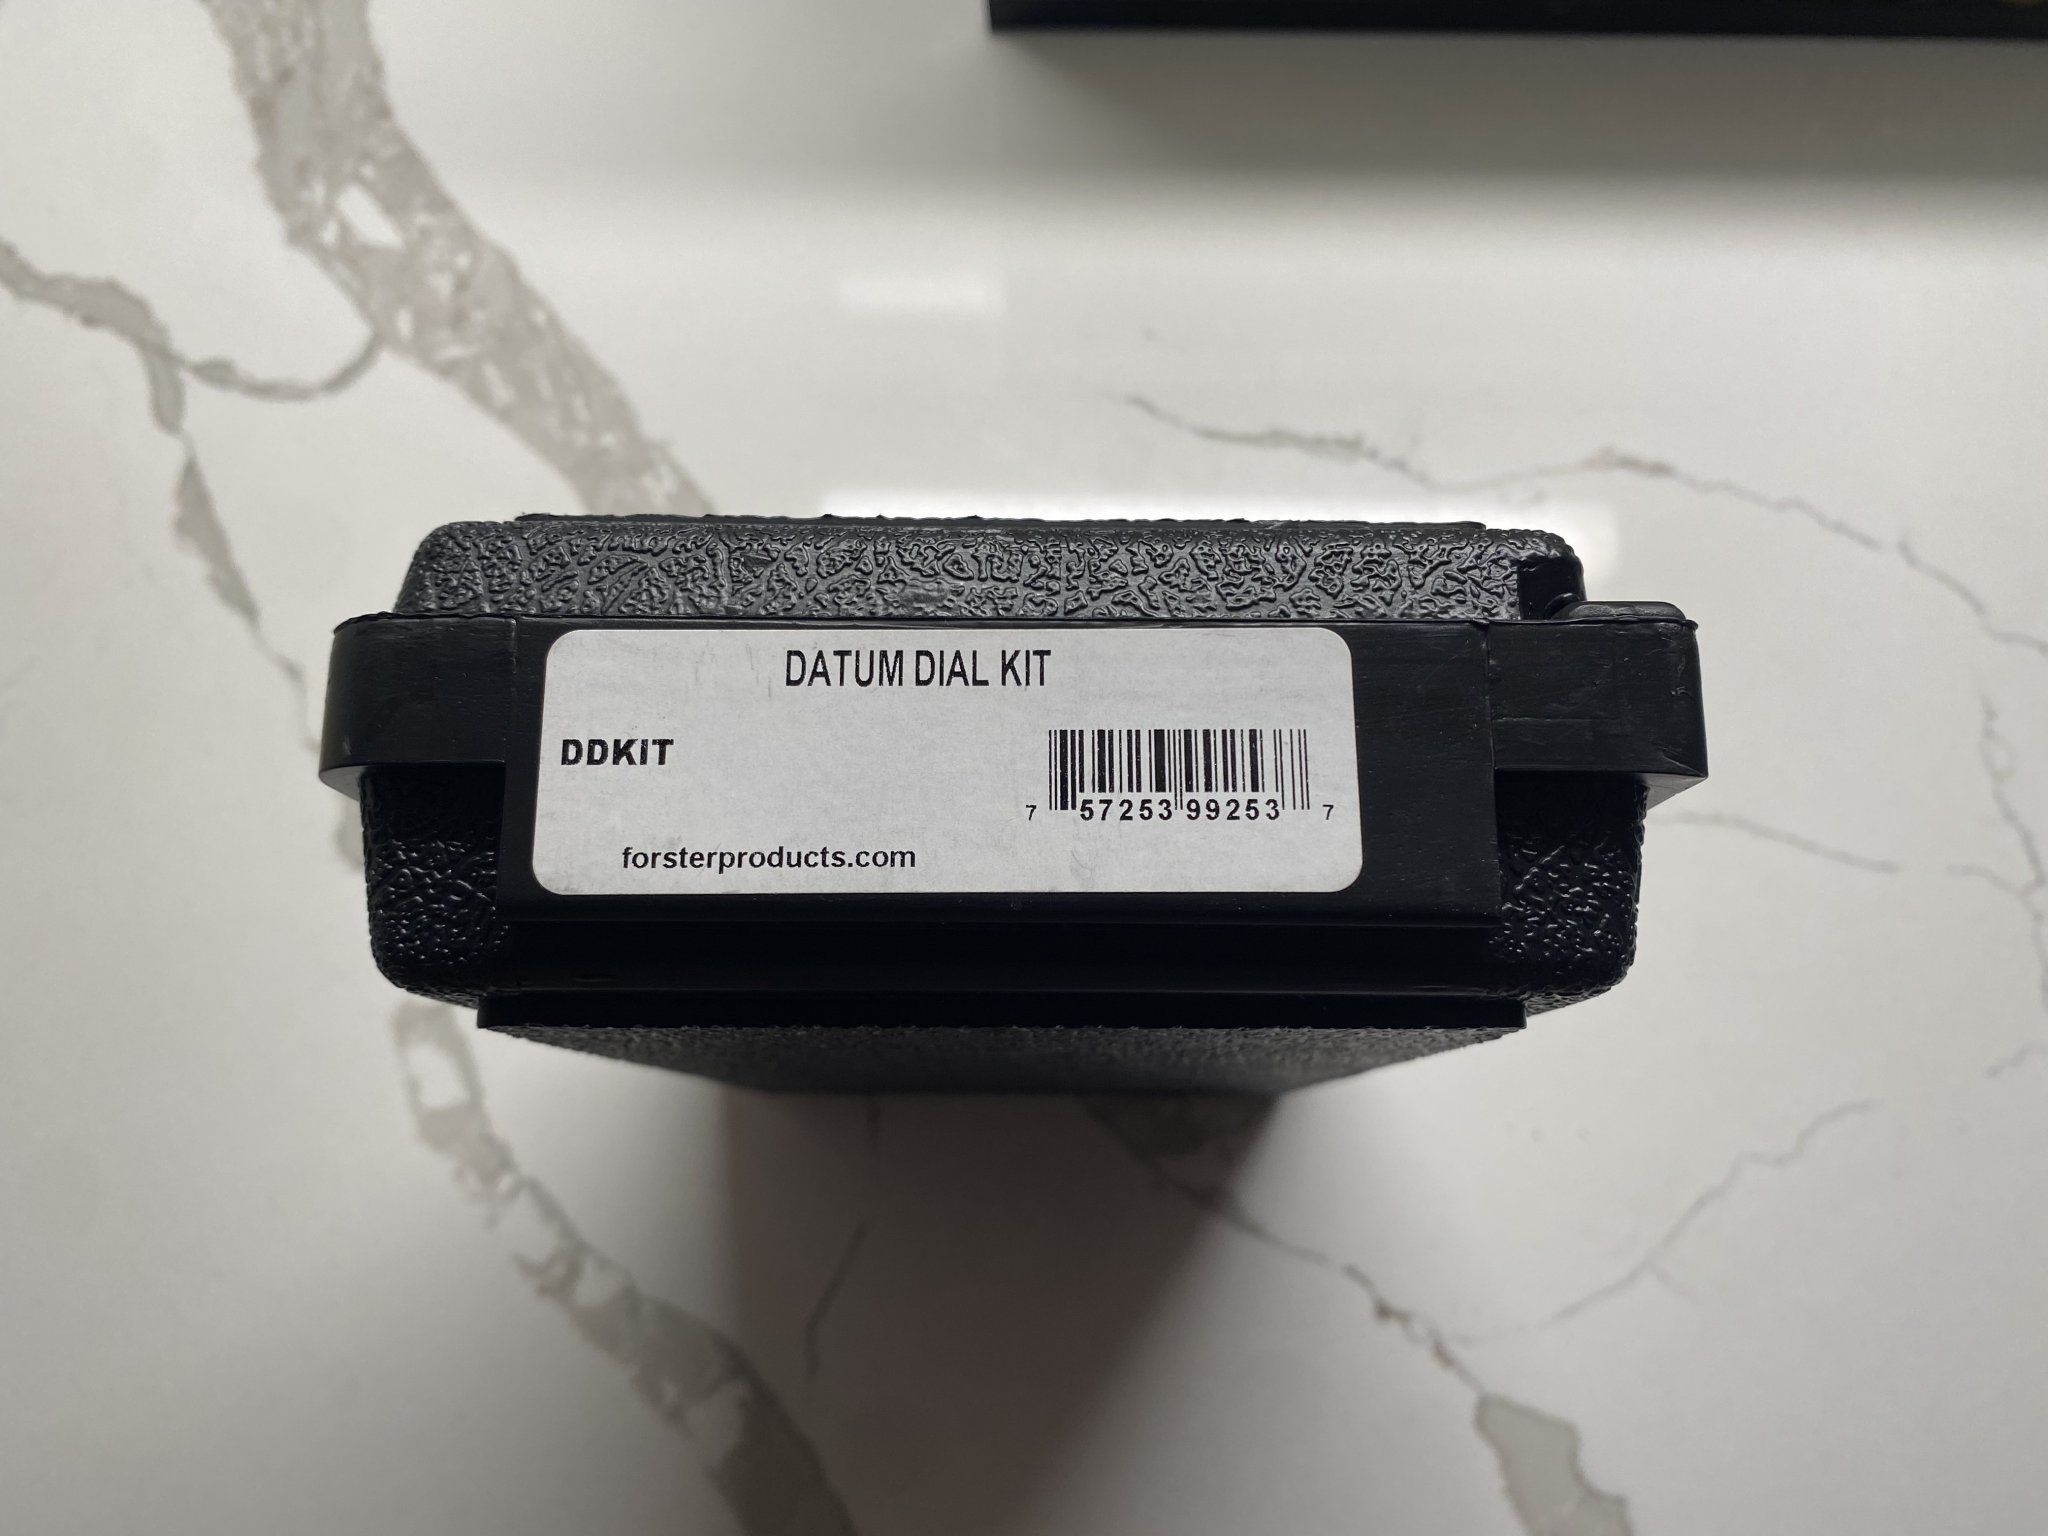 DATUM DIAL KIT
DDKIT
7 57253 99253 7
forsterproducts.com